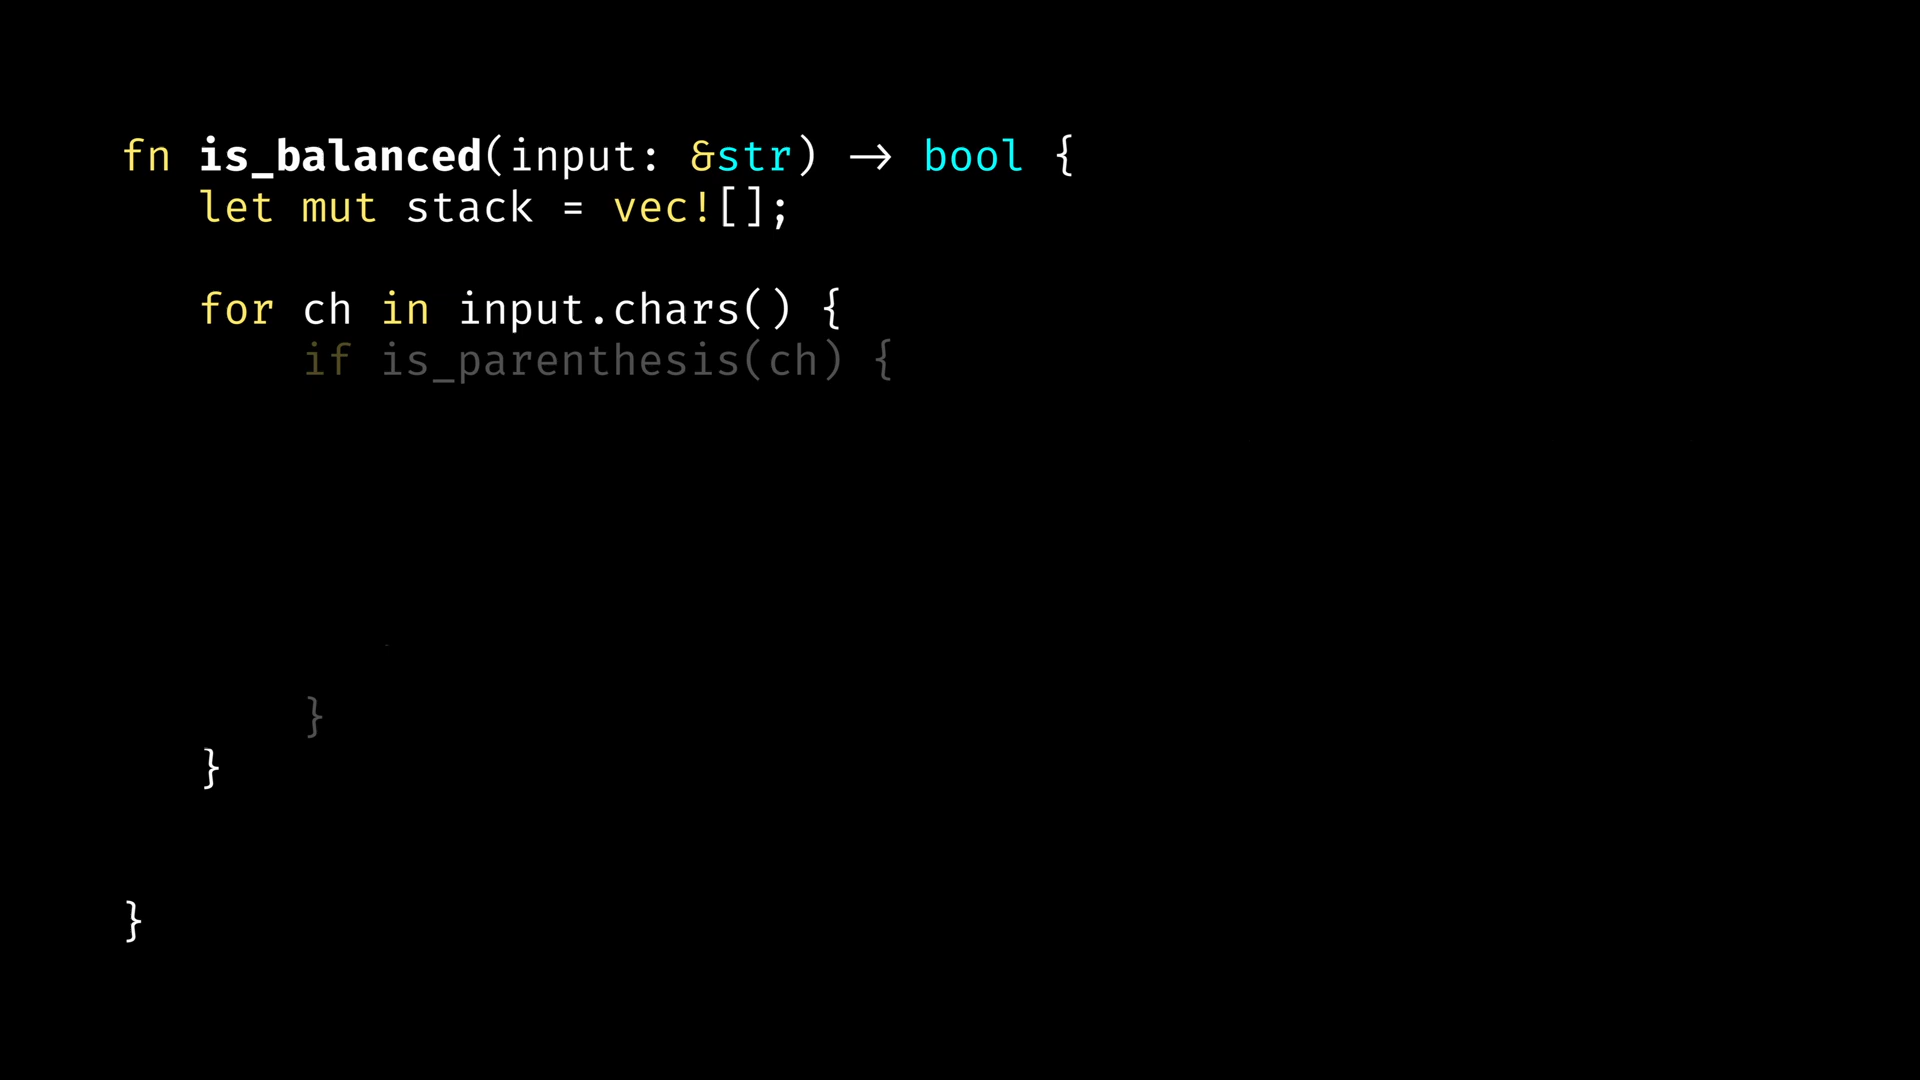 fn is_balanced(input: &str) → bool {
let mut stack = vec![];
for ch in input.chars() {
if is_parenthesis(ch) {
}
}
}